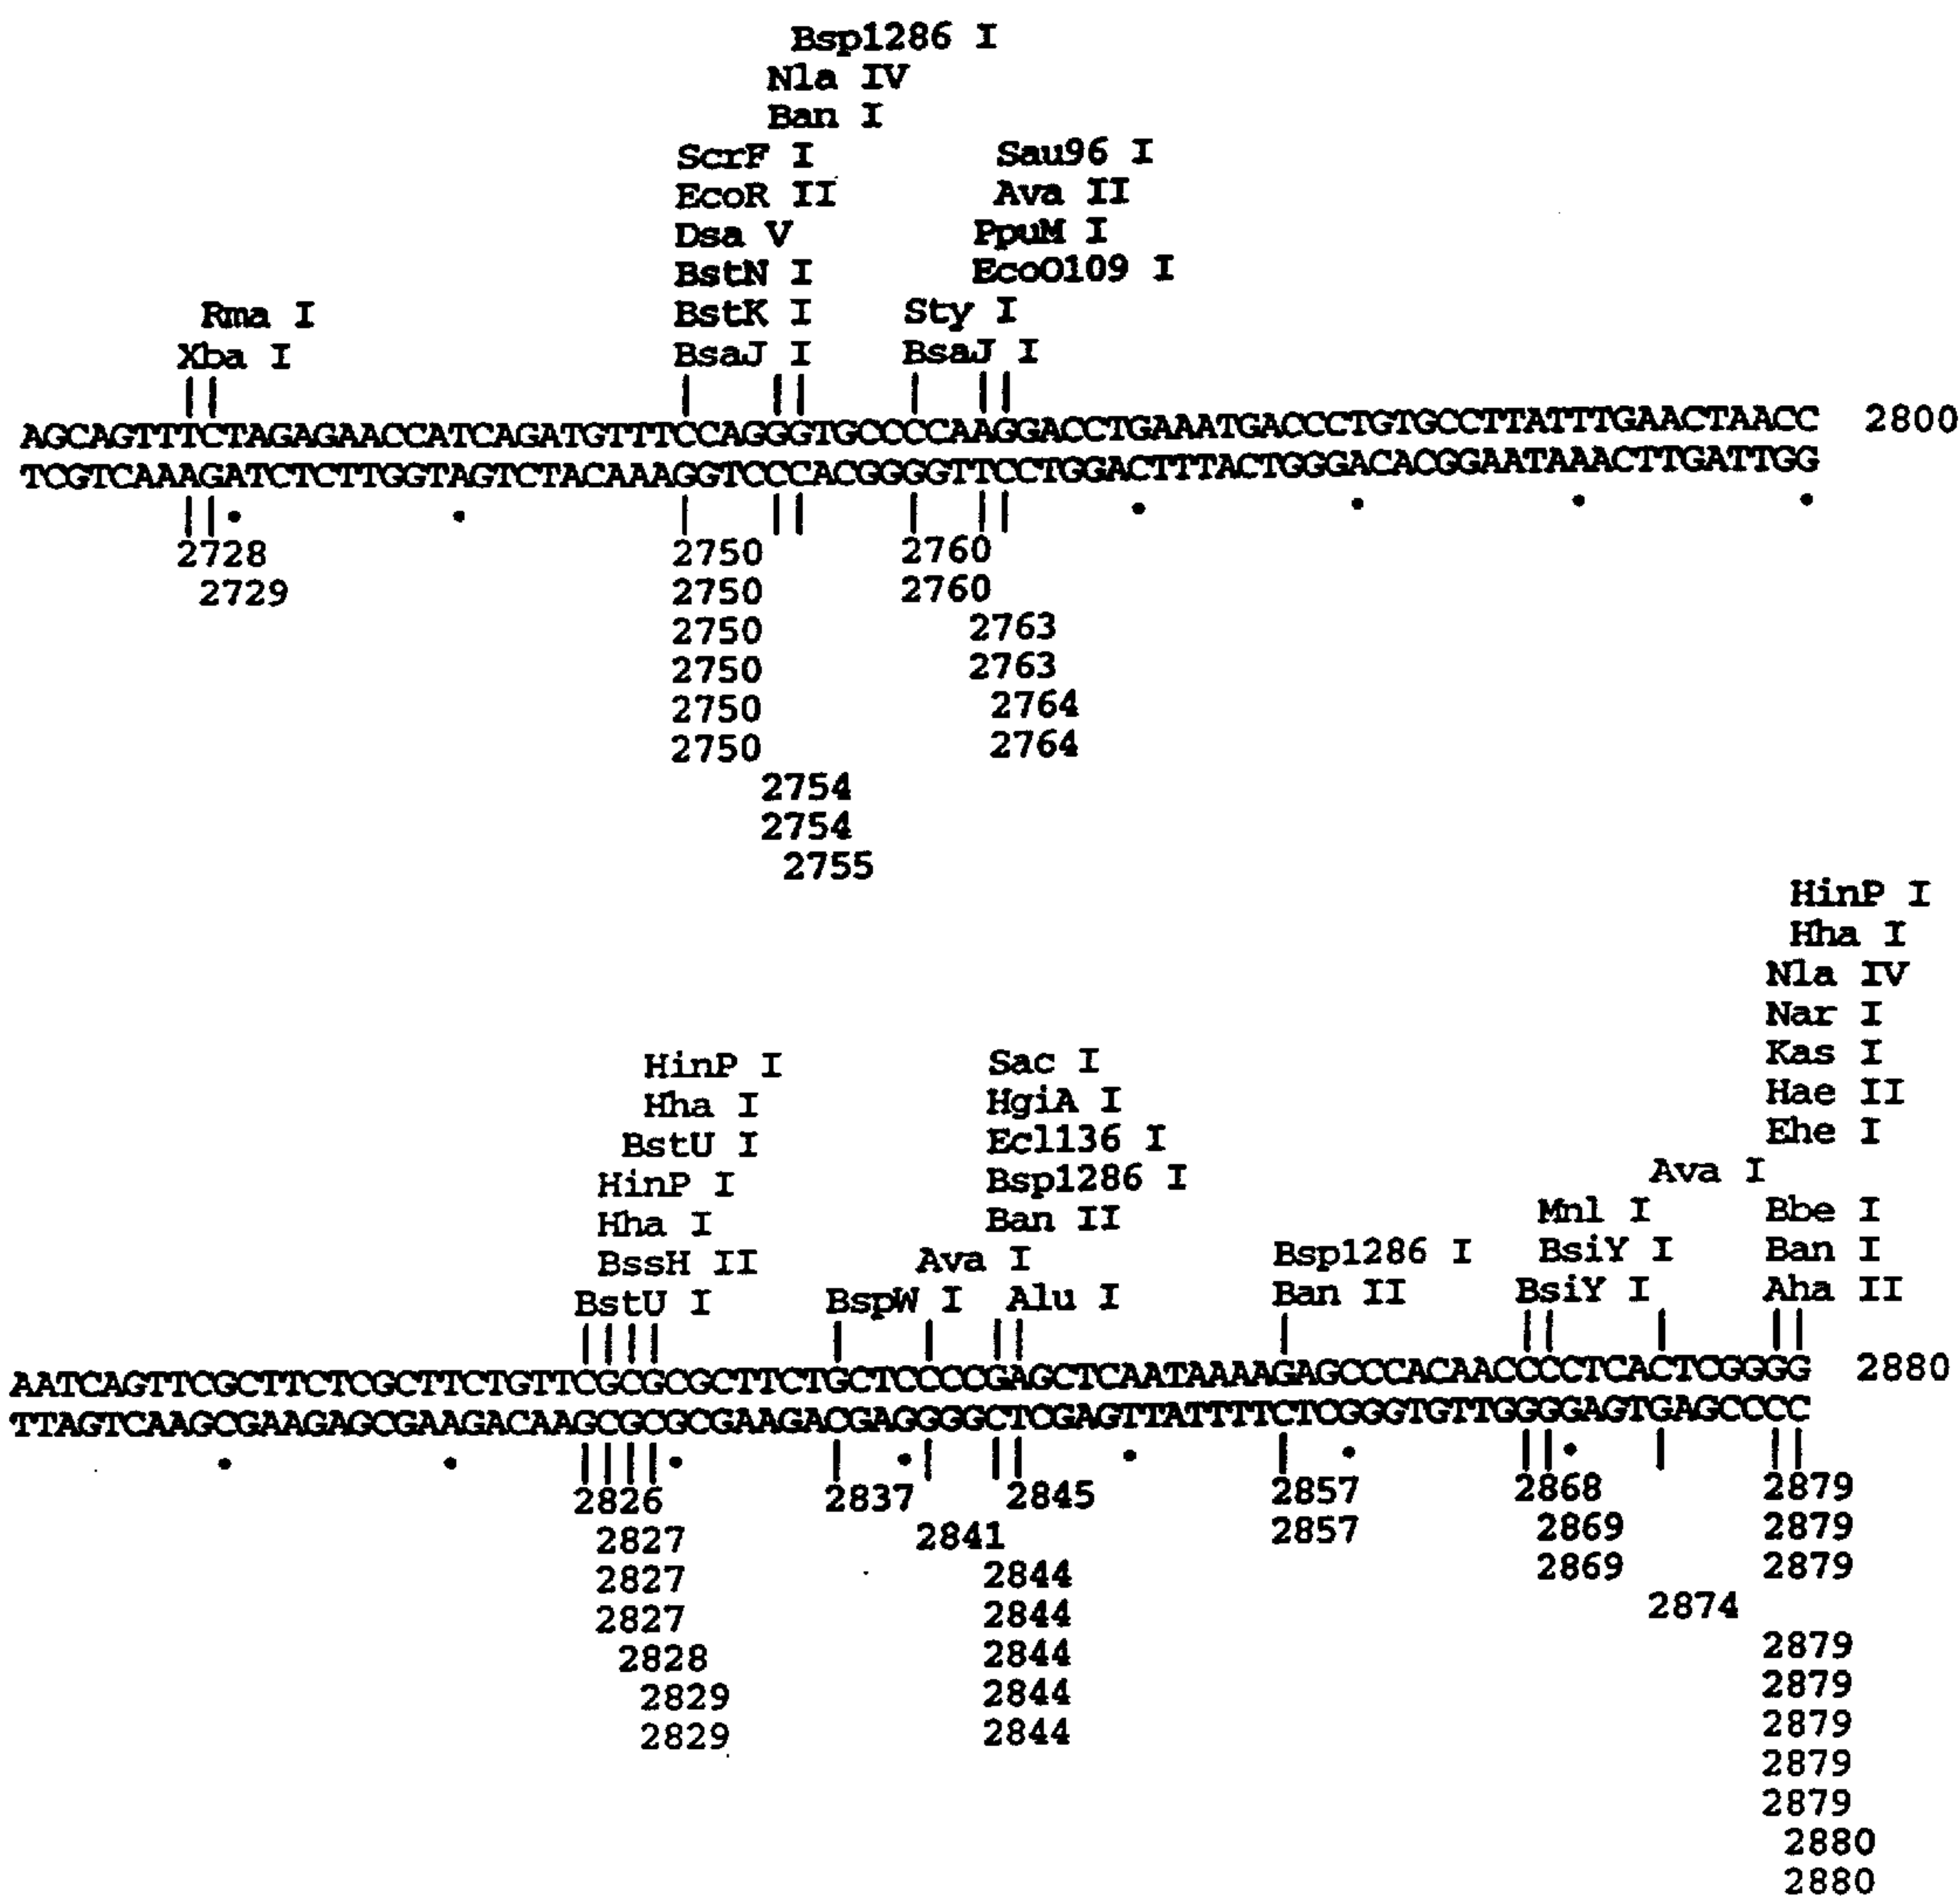 Bsp1286 I
Nla IV
Ban I
ScrF I Sau96 I
EcoR II Ava II
Dsa V PpuM I
BstN I EcoO109 I
Rma I BstK I Sty I
Xba I BsaJ I BsaJ I
AGCAGTTTCTAGAGAACCATCAGATGTTTCCAGGGTGCCCCAAGGACCTGAAATGACCCTGTGCCTTATTTGAACTAACC 2800
TCGTCAAAGATCTCTTGGTAGTCTACAAAGGTCCCACGGGGTTCCTGGACTTTACTGGGACACGGAATAAACTTGATTGG
2728 2750 2760
2729 2750 2760
2750 2763
2750 2763
2750 2764
2750 2764
2754
2754
2755
HinP I
Hha I
Nla IV
Nar I
HinP I Sac I Kas I
Hha I HgiA I Hae II
BstU I Ecl136 I Ehe I
HinP I Bsp1286 I Ava I
Hha I Ban II Mnl I Bbe I
BssH II Ava I Bsp1286 I BsiY I Ban I
BstU I BspW I Alu I Ban II BsiY I Aha II
AATCAGTTCGCTTCTCGCTTCTGTTCGCGCGCTTCTGCTCCCCGAGCTCAATAAAAGAGCCCACAACCCCTCACTCGGGG 2880
TTAGTCAAGCGAAGAGCGAAGACAAGCGCGCGAAGACGAGGGGCTCGAGTTATTTTCTCGGGTGTTGGGGAGTGAGCCCC
2826 2837 2845 2857 2868 2879
2827 2841 2857 2869 2879
2827 2844 2869 2879
2827 2844 2874
2828 2844 2879
2829 2844 2879
2829 2844 2879
2879
2879
2880
2880